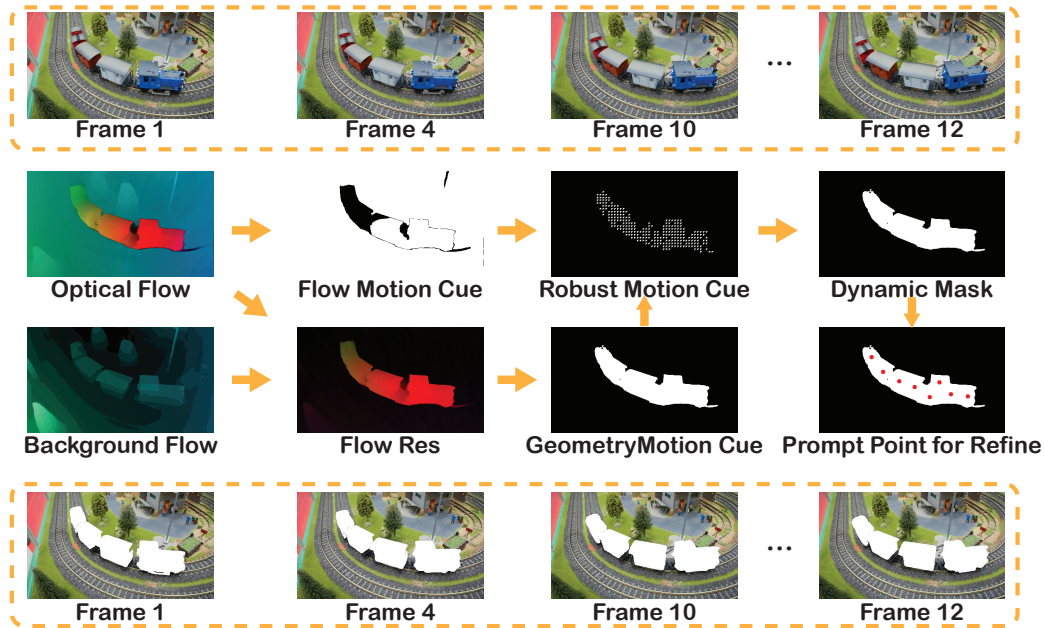 Frame 1
Frame 4
Frame 10
...
Frame 12
Optical Flow
Flow Motion Cue
Robust Motion Cue
Dynamic Mask
Background Flow
Flow Res
GeometryMotion Cue
Prompt Point for Refine
Frame 1
Frame 4
Frame 10
...
Frame 12